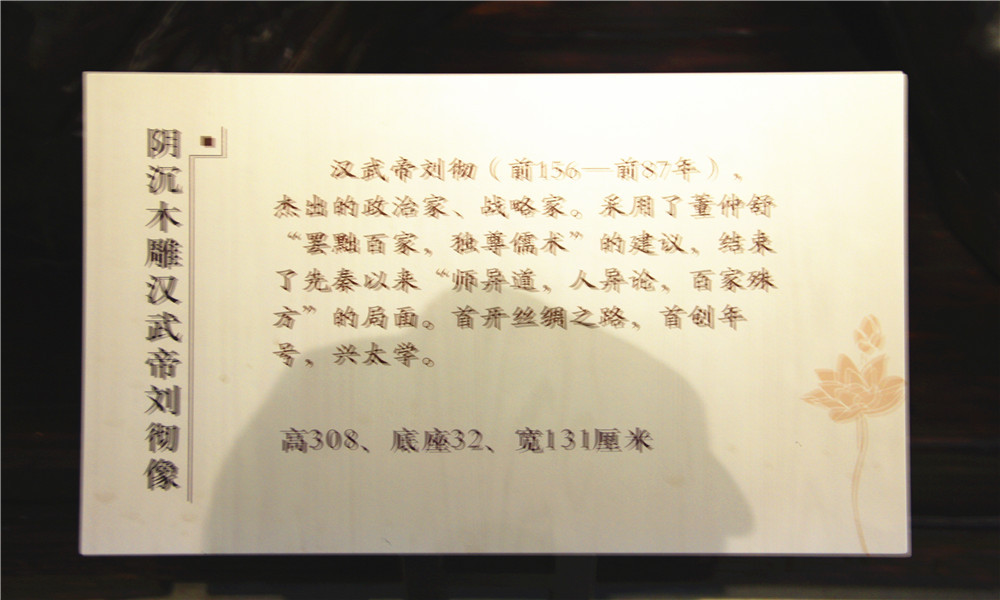 阴沉木雕汉武帝刘彻像
汉武帝刘彻（前156—前87年）、
杰出的政治家、战略家。采用了董仲舒
“罢黜百家，独尊儒术”的建议，结束
了先秦以来“师异道，人异论，百家殊
方”的局面。首开丝绸之路，首创年
号，兴太学。
高308、底座32、宽131厘米